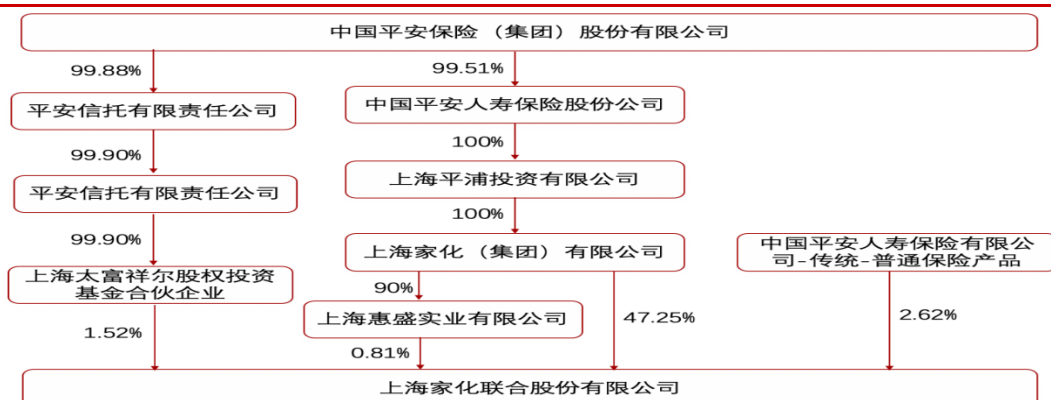 中国平安保险（集团）股份有限公司
99.88%
99.51%
平安信托有限责任公司
中国平安人寿保险股份公司
99.90%
100%
平安信托有限责任公司
上海平浦投资有限公司
99.90%
100%
上海太富祥尔股权投资
基金合伙企业
上海家化（集团）有限公司
中国平安人寿保险有限公
司-传统-普通保险产品
90%
上海惠盛实业有限公司
47.25%
2.62%
1.52%
0.81%
上海家化联合股份有限公司